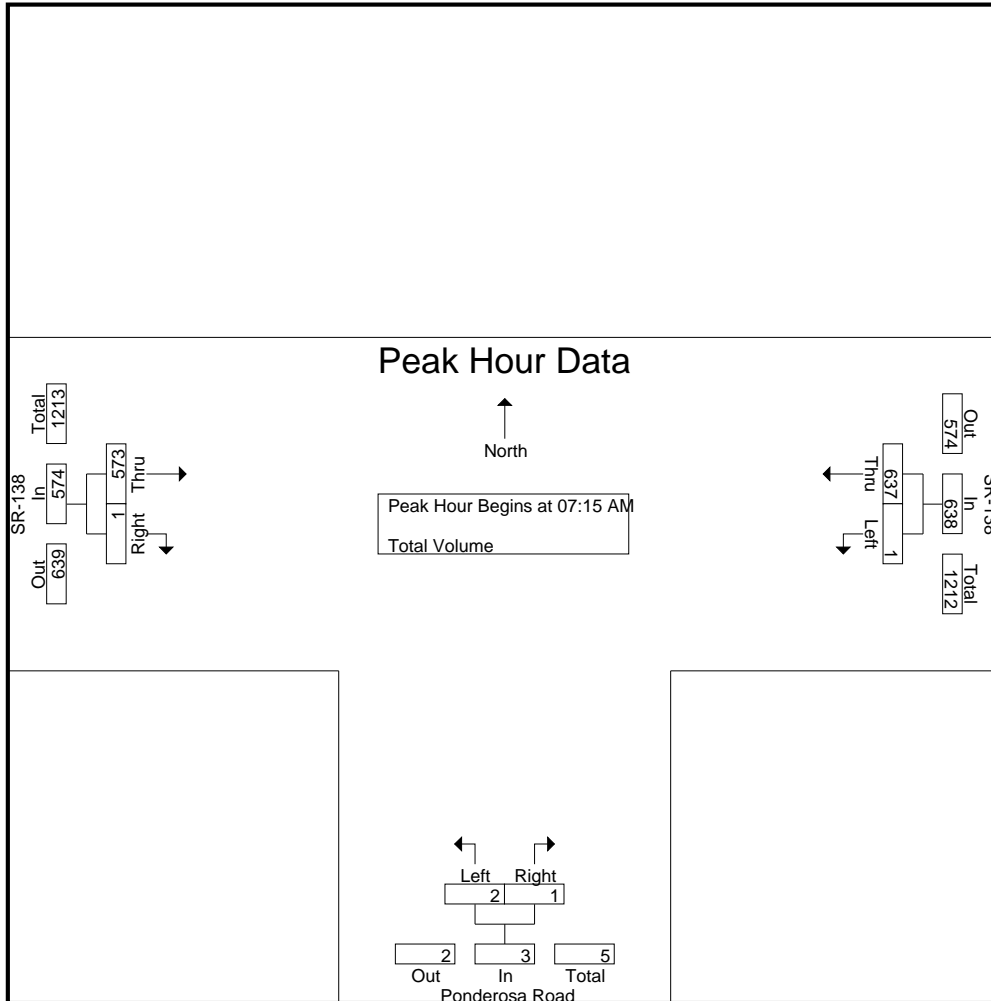 Peak Hour Data
North
Peak Hour Begins at 07:15 AM
Total Volume
SR-138
Out
In
Total
639
574
1213
Right
Thru
1
573
SR-138
Out
In
Total
574
638
1212
Thru
Left
637
1
Left
Right
2
1
2
3
5
Out
In
Total
Ponderosa Road